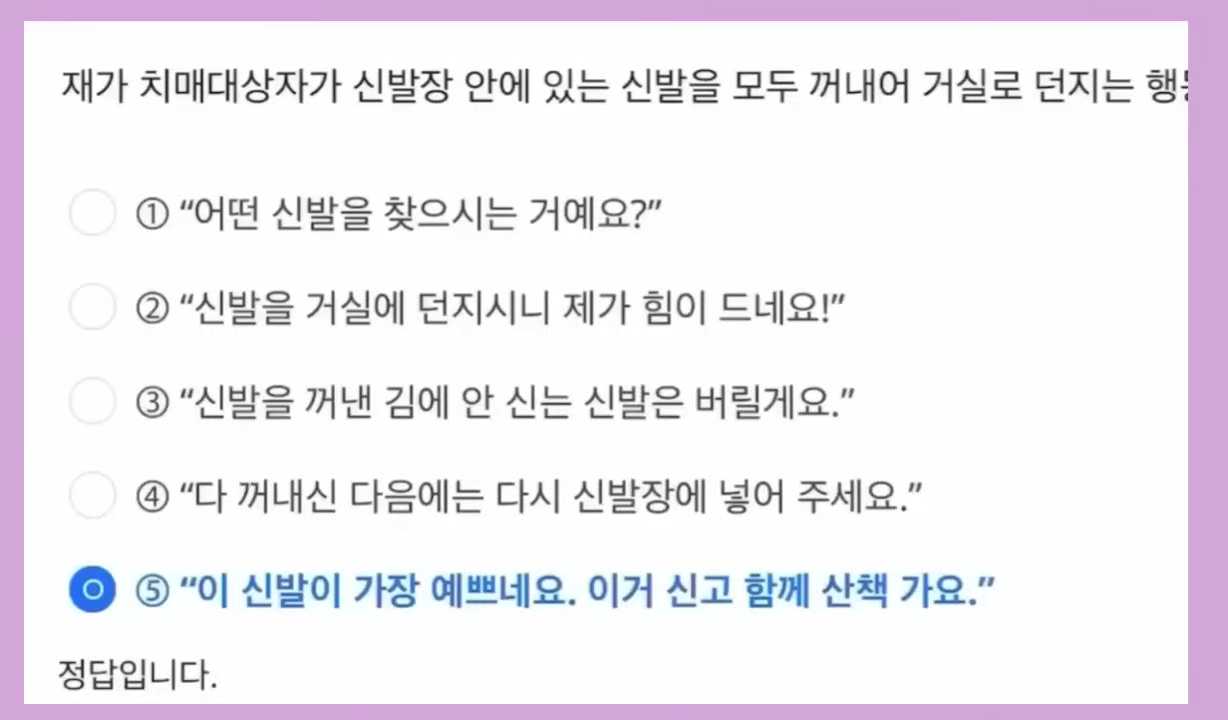 재가 치매대상자가 신발장 안에 있는 신발을 모두 꺼내어 거실로 던지는
① “어떤 신발을 찾으시는 거예요?”
② “신발을 거실에 던지시니 제가 힘이 드네요!”
③ “신발을 꺼낸 김에 안 신는 신발은 버릴게요.”
④ “다 꺼내신 다음에는 다시 신발장에 넣어 주세요.”
⑤ “이 신발이 가장 예쁘네요. 이거 신고 함께 산책 가요.”
정답입니다.